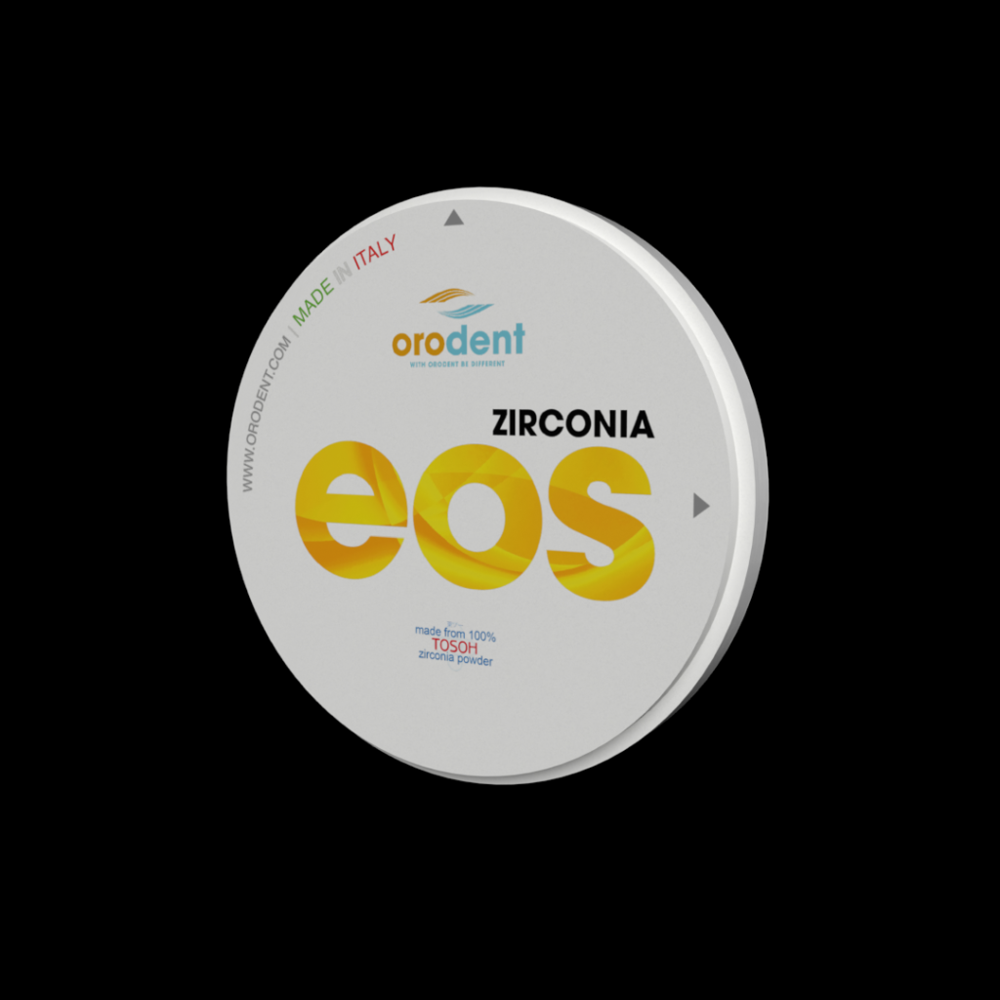 WWW.ORODENT.COM | MADE IN ITALY
orodent
WITH ORODENT BE DIFFERENT
ZIRCONIA
eos
made from 100%
TOSOH
zirconia powder